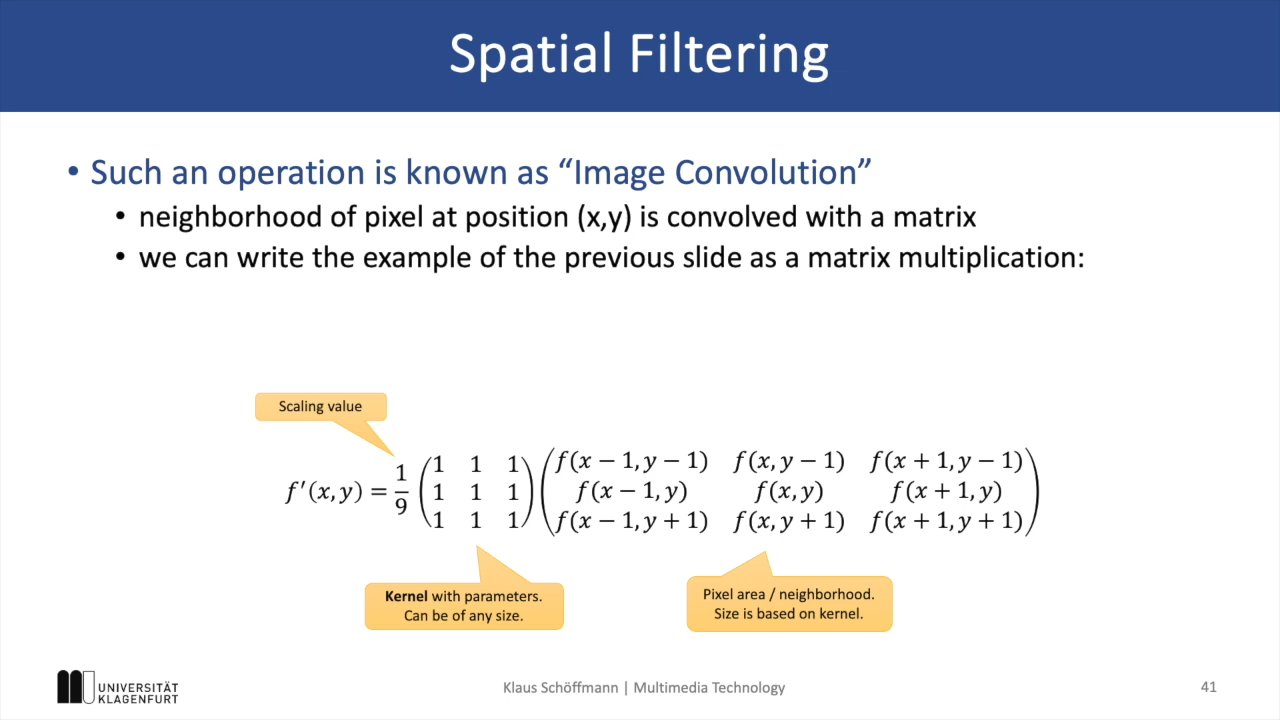 Spatial Filtering
• Such an operation is known as “Image Convolution”
• neighborhood of pixel at position (x,y) is convolved with a matrix
• we can write the example of the previous slide as a matrix multiplication:
Scaling value
f′(x, y) = 1/9 (1 1 1; 1 1 1; 1 1 1) (f(x − 1, y − 1) f(x, y − 1) f(x + 1, y − 1); f(x − 1, y) f(x, y) f(x + 1, y); f(x − 1, y + 1) f(x, y + 1) f(x + 1, y + 1))
Kernel with parameters.
Can be of any size.
Pixel area / neighborhood.
Size is based on kernel.
UNIVERSITÄT
KLAGENFURT
Klaus Schöffmann | Multimedia Technology
41